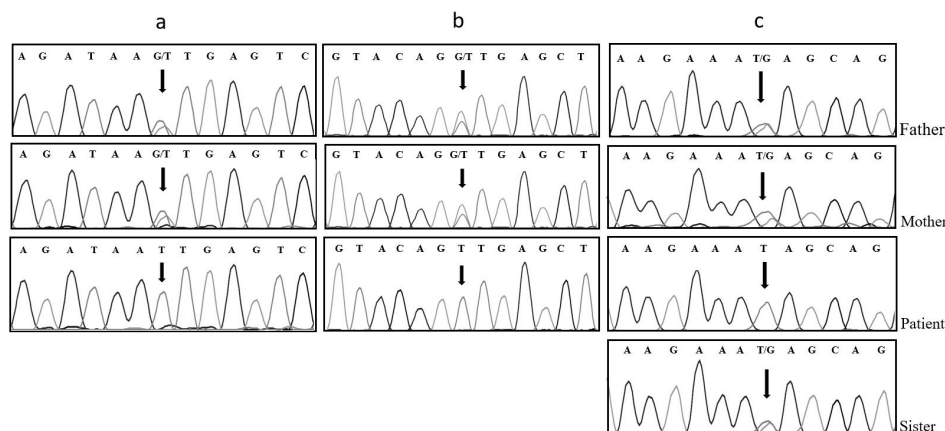 a b c
A G A T A A G/T T G A G T C
G T A C A G G/T T G A G C T
A A G A A A T/G A G C A G
Father
A G A T A A G/T T G A G T C
G T A C A G G/T T G A G C T
A A G A A A T/G A G C A G
Mother
A G A T A A T T G A G T C
G T A C A G T T G A G C T
A A G A A A T A G C A G
Patient
A A G A A A T/G A G C A G
Sister